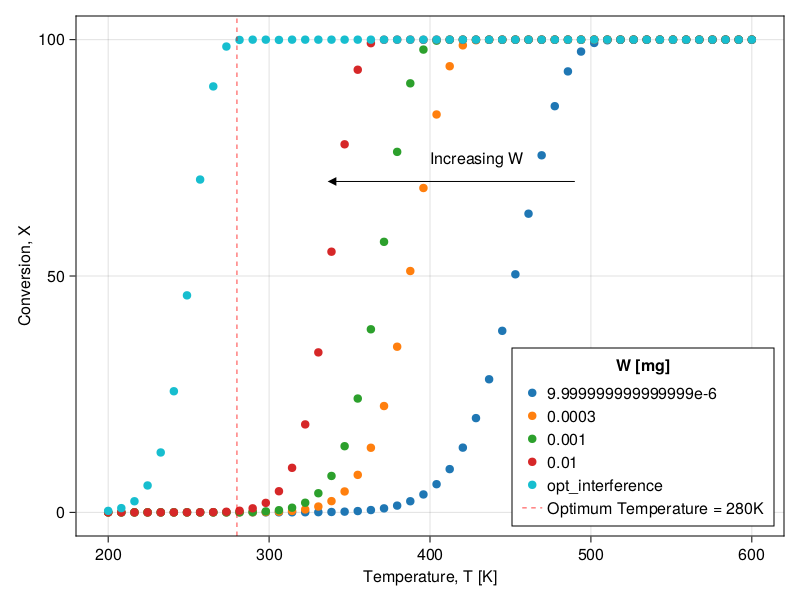 100
50
0
Conversion, X
Increasing W
W [mg]
9.999999999999999e-6
0.0003
0.001
0.01
opt_interference
Optimum Temperature = 280K
200
300
400
500
600
Temperature, T [K]